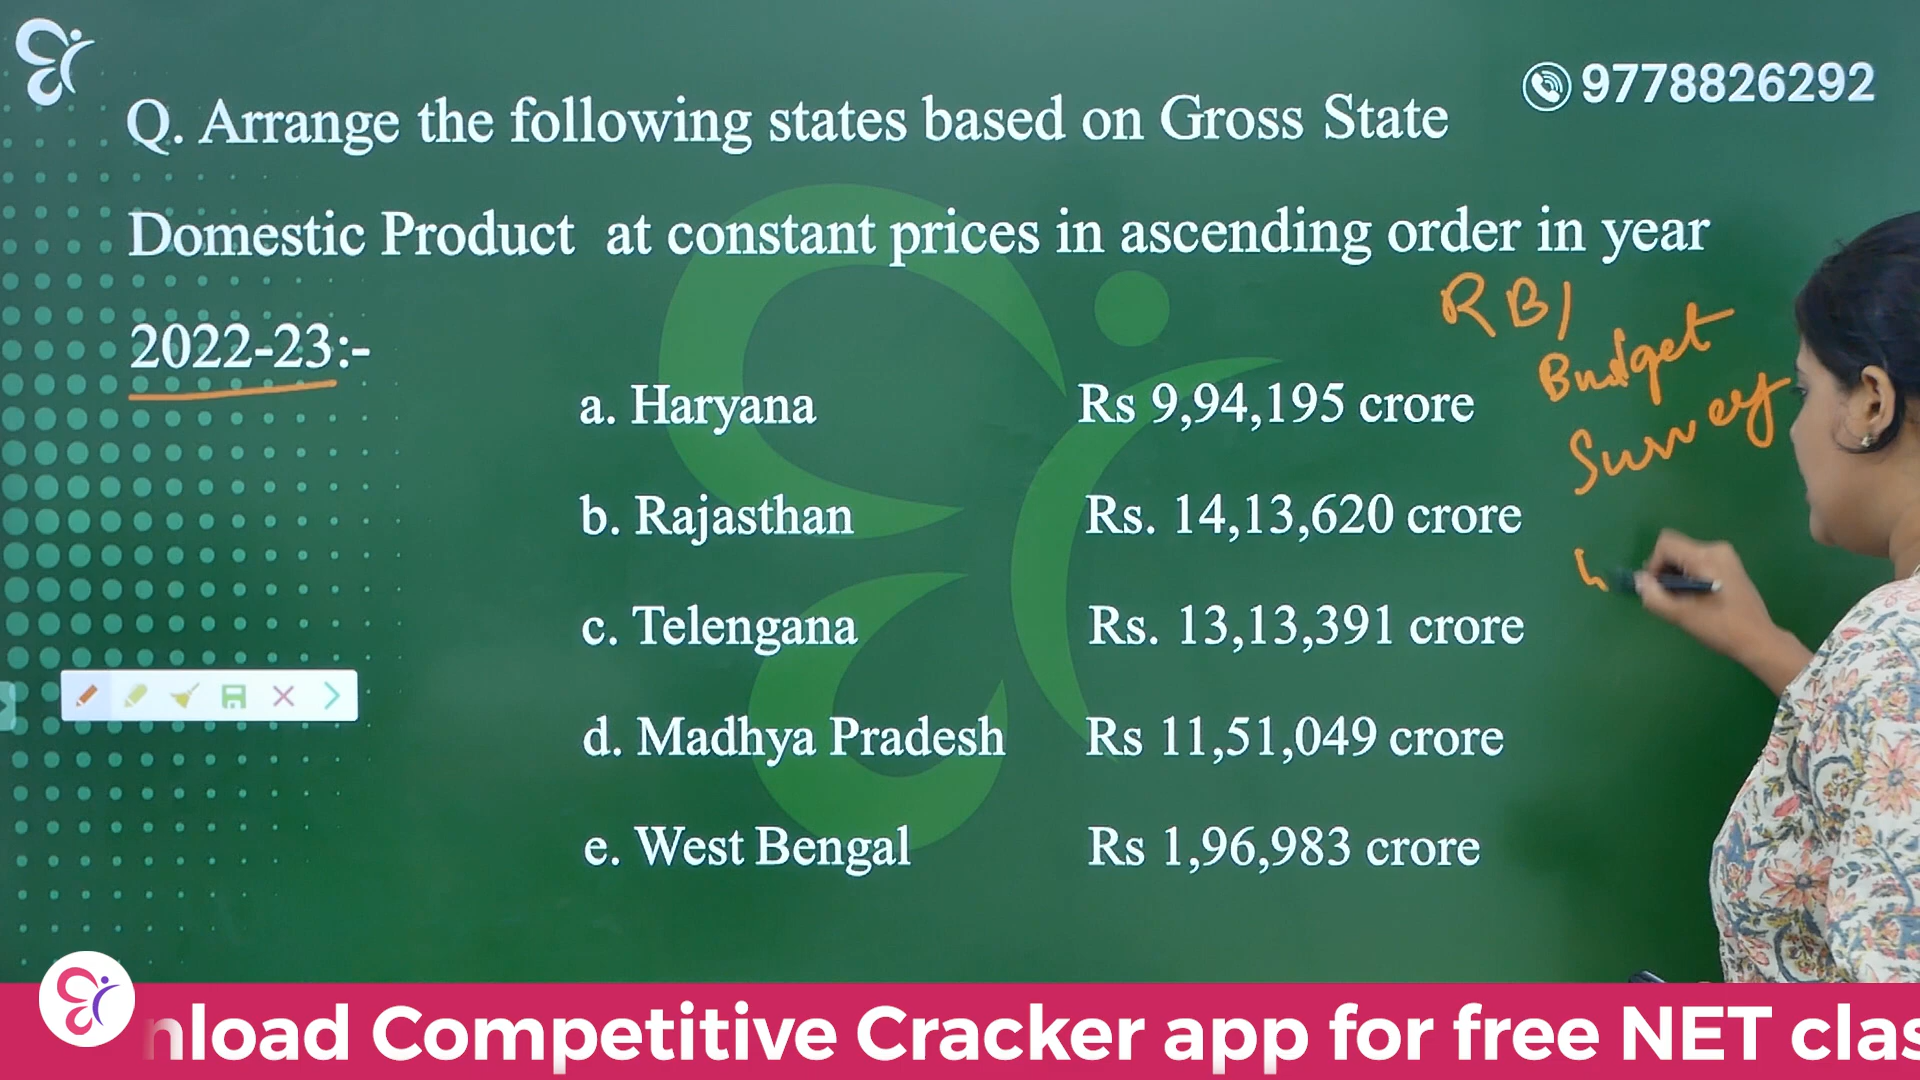 9778826292
Q. Arrange the following states based on Gross State
Domestic Product at constant prices in ascending order in year
2022-23:-
RBI
Budget
Survey
a. Haryana Rs 9,94,195 crore
b. Rajasthan Rs. 14,13,620 crore
c. Telengana Rs. 13,13,391 crore
d. Madhya Pradesh Rs 11,51,049 crore
e. West Bengal Rs 1,96,983 crore
nload Competitive Cracker app for free NET clas